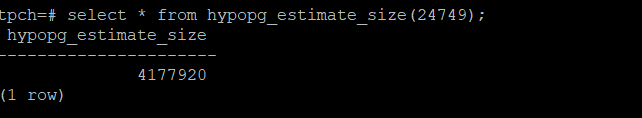 tpch=# select * from hypopg_estimate_size(24749);
hypopg_estimate_size
----------------------
4177920
(1 row)